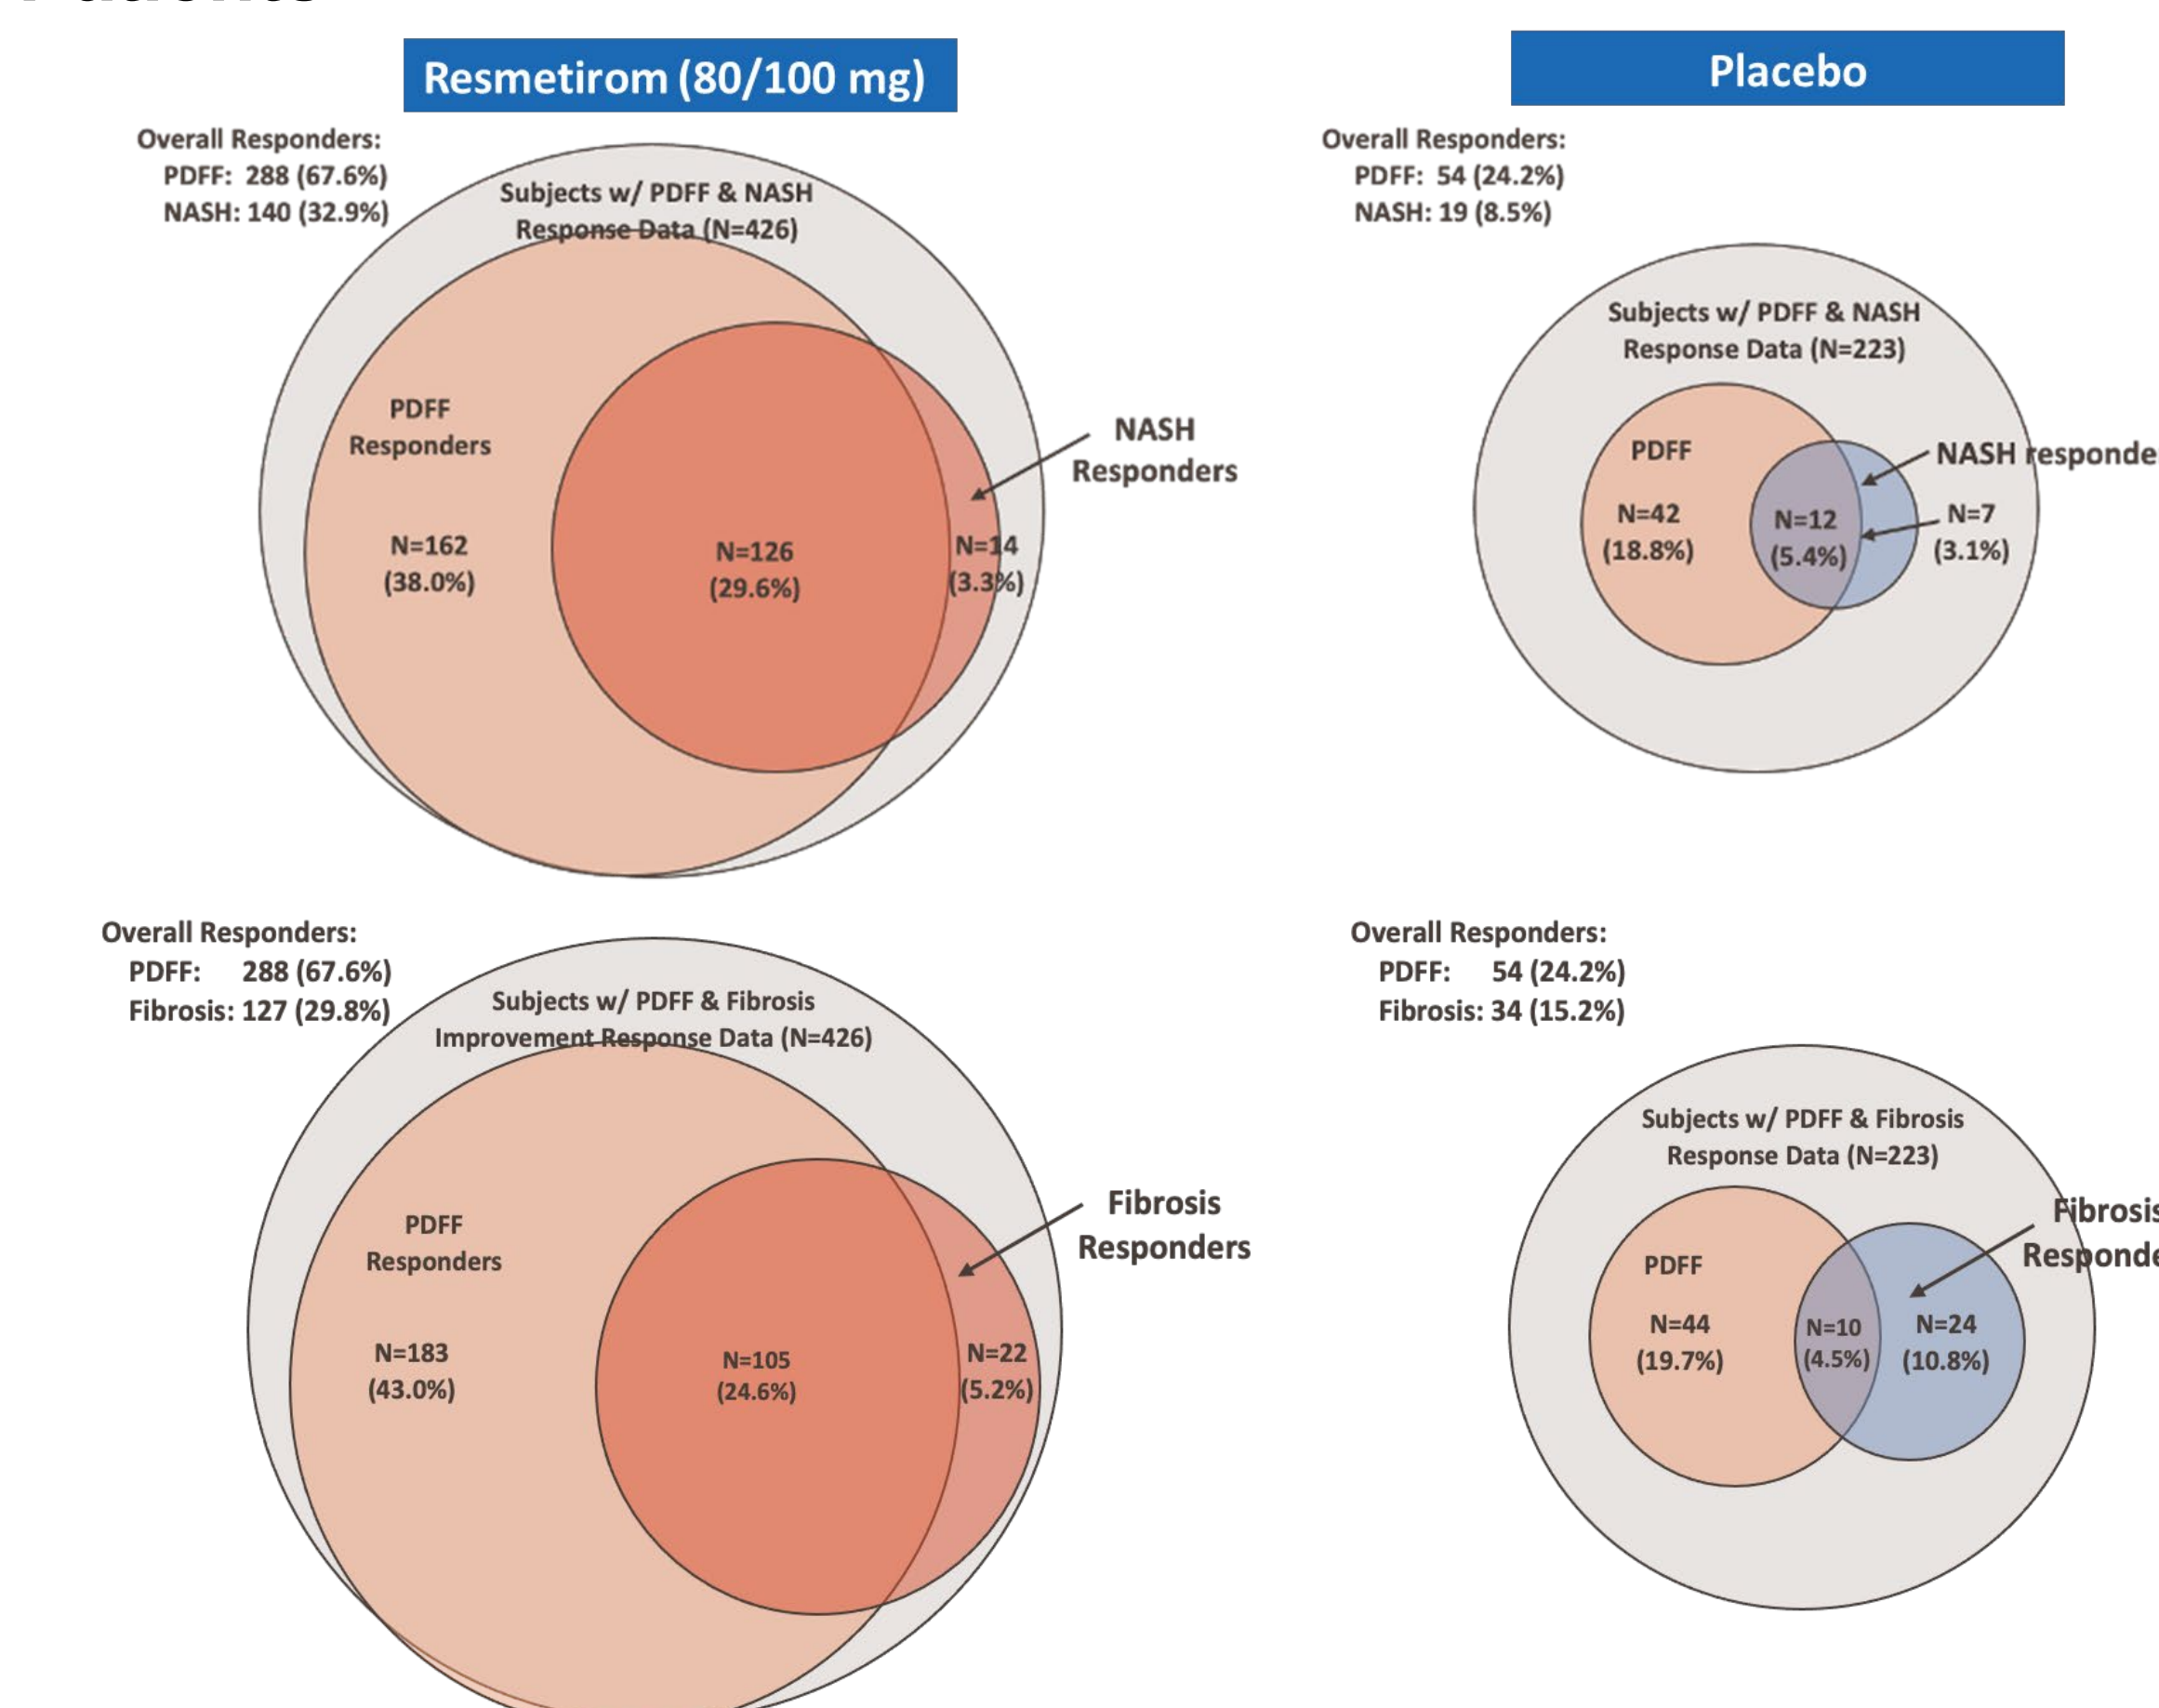 Resmetirom (80/100 mg)
Overall Responders:
PDFF: 288 (67.6%)
NASH: 140 (32.9%)
Subjects w/ PDFF & NASH
Response Data (N=426)
PDFF
Responders
N=162
(38.0%)
N=126
(29.6%)
N=14
(3.3%)
NASH
Responders
Placebo
Overall Responders:
PDFF: 54 (24.2%)
NASH: 19 (8.5%)
Subjects w/ PDFF & NASH
Response Data (N=223)
PDFF
N=42
(18.8%)
N=12
(5.4%)
NASH responde
N=7
(3.1%)
Overall Responders:
PDFF: 288 (67.6%)
Fibrosis: 127 (29.8%)
Subjects w/ PDFF & Fibrosis
Improvement Response Data (N=426)
PDFF
Responders
N=183
(43.0%)
N=105
(24.6%)
N=22
(5.2%)
Fibrosis
Responders
Overall Responders:
PDFF: 54 (24.2%)
Fibrosis: 34 (15.2%)
Subjects w/ PDFF & Fibrosis
Response Data (N=223)
PDFF
N=44
(19.7%)
N=10
(4.5%)
N=24
(10.8%)
Fibrosis
Responde